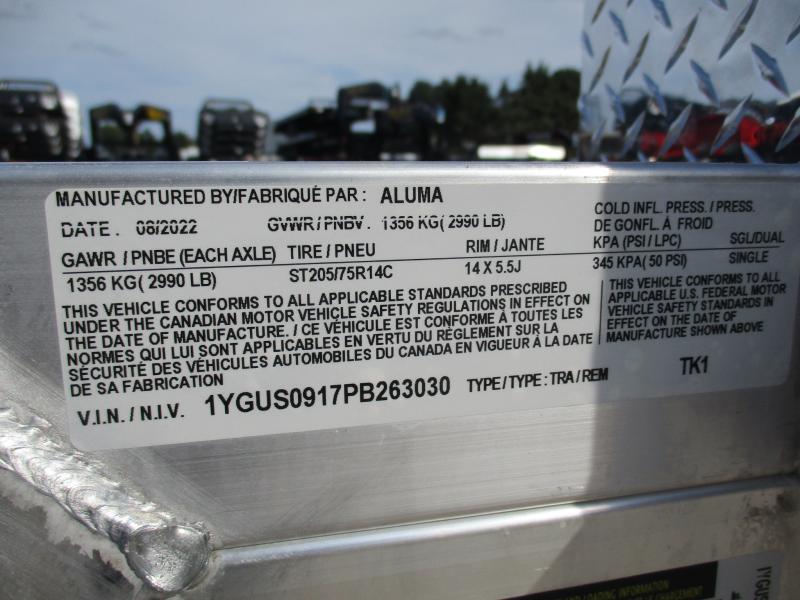 MANUFACTURED BY/FABRIQUÉ PAR : ALUMA
DATE . 08/2022 GVWR / PNBV . 1356 KG( 2990 LB)
COLD INFL. PRESS. / PRESS.
DE GONFL. À FROID
GAWR / PNBE (EACH AXLE) TIRE / PNEU RIM / JANTE KPA (PSI / LPC) SGL/DUAL
1356 KG( 2990 LB) ST205/75R14C 14 X 5.5J 345 KPA( 50 PSI) SINGLE
THIS VEHICLE CONFORMS TO ALL APPLICABLE STANDARDS PRESCRIBED
UNDER THE CANADIAN MOTOR VEHICLE SAFETY REGULATIONS IN EFFECT ON
THE DATE OF MANUFACTURE. / CE VÉHICULE EST CONFORME À TOUTES LES
NORMES QUI LUI SONT APPLICABLES EN VERTU DU RÈGLEMENT SUR LA
SÉCURITÉ DES VÉHICULES AUTOMOBILES DU CANADA EN VIGUEUR À LA DATE
DE SA FABRICATION
THIS VEHICLE CONFORMS TO ALL
APPLICABLE U.S. FEDERAL MOTOR
VEHICLE SAFETY STANDARDS IN
EFFECT ON THE DATE OF
MANUFACTURE SHOWN ABOVE
V.I.N. / N.I.V. 1YGUS0917PB263030 TYPE / TYPE : TRA / REM TK1
AND LOADING INFORMATION
1YGUS